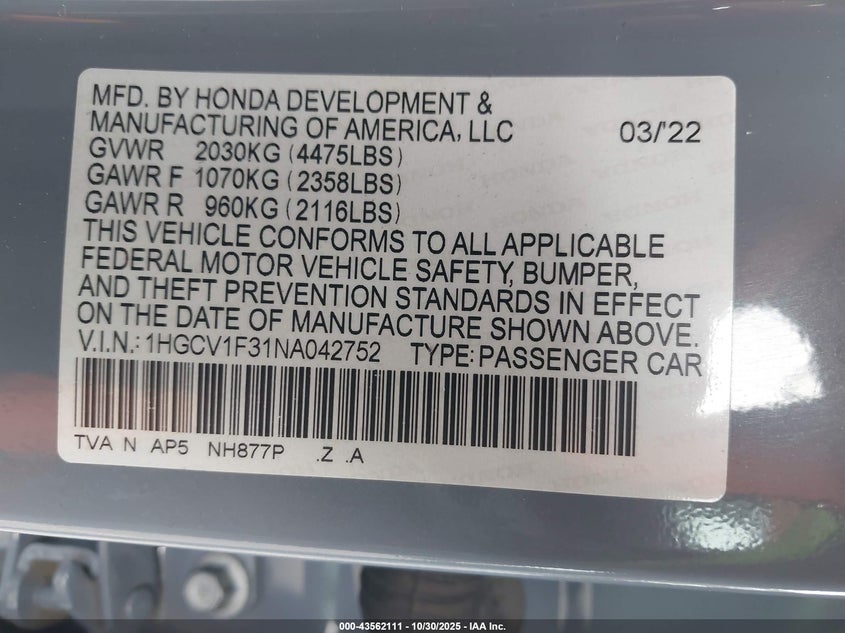 MFD. BY HONDA DEVELOPMENT &
MANUFACTURING OF AMERICA, LLC 03/'22
GVWR 2030KG (4475LBS)
GAWR F 1070KG (2358LBS)
GAWR R 960KG (2116LBS)
THIS VEHICLE CONFORMS TO ALL APPLICABLE
FEDERAL MOTOR VEHICLE SAFETY, BUMPER,
AND THEFT PREVENTION STANDARDS IN EFFECT
ON THE DATE OF MANUFACTURE SHOWN ABOVE.
V.I.N.: 1HGCV1F31NA042752 TYPE: PASSENGER CAR
TVA N AP5 NH877P .Z .A
000-43562111 - 10/30/2025 - IAA Inc.